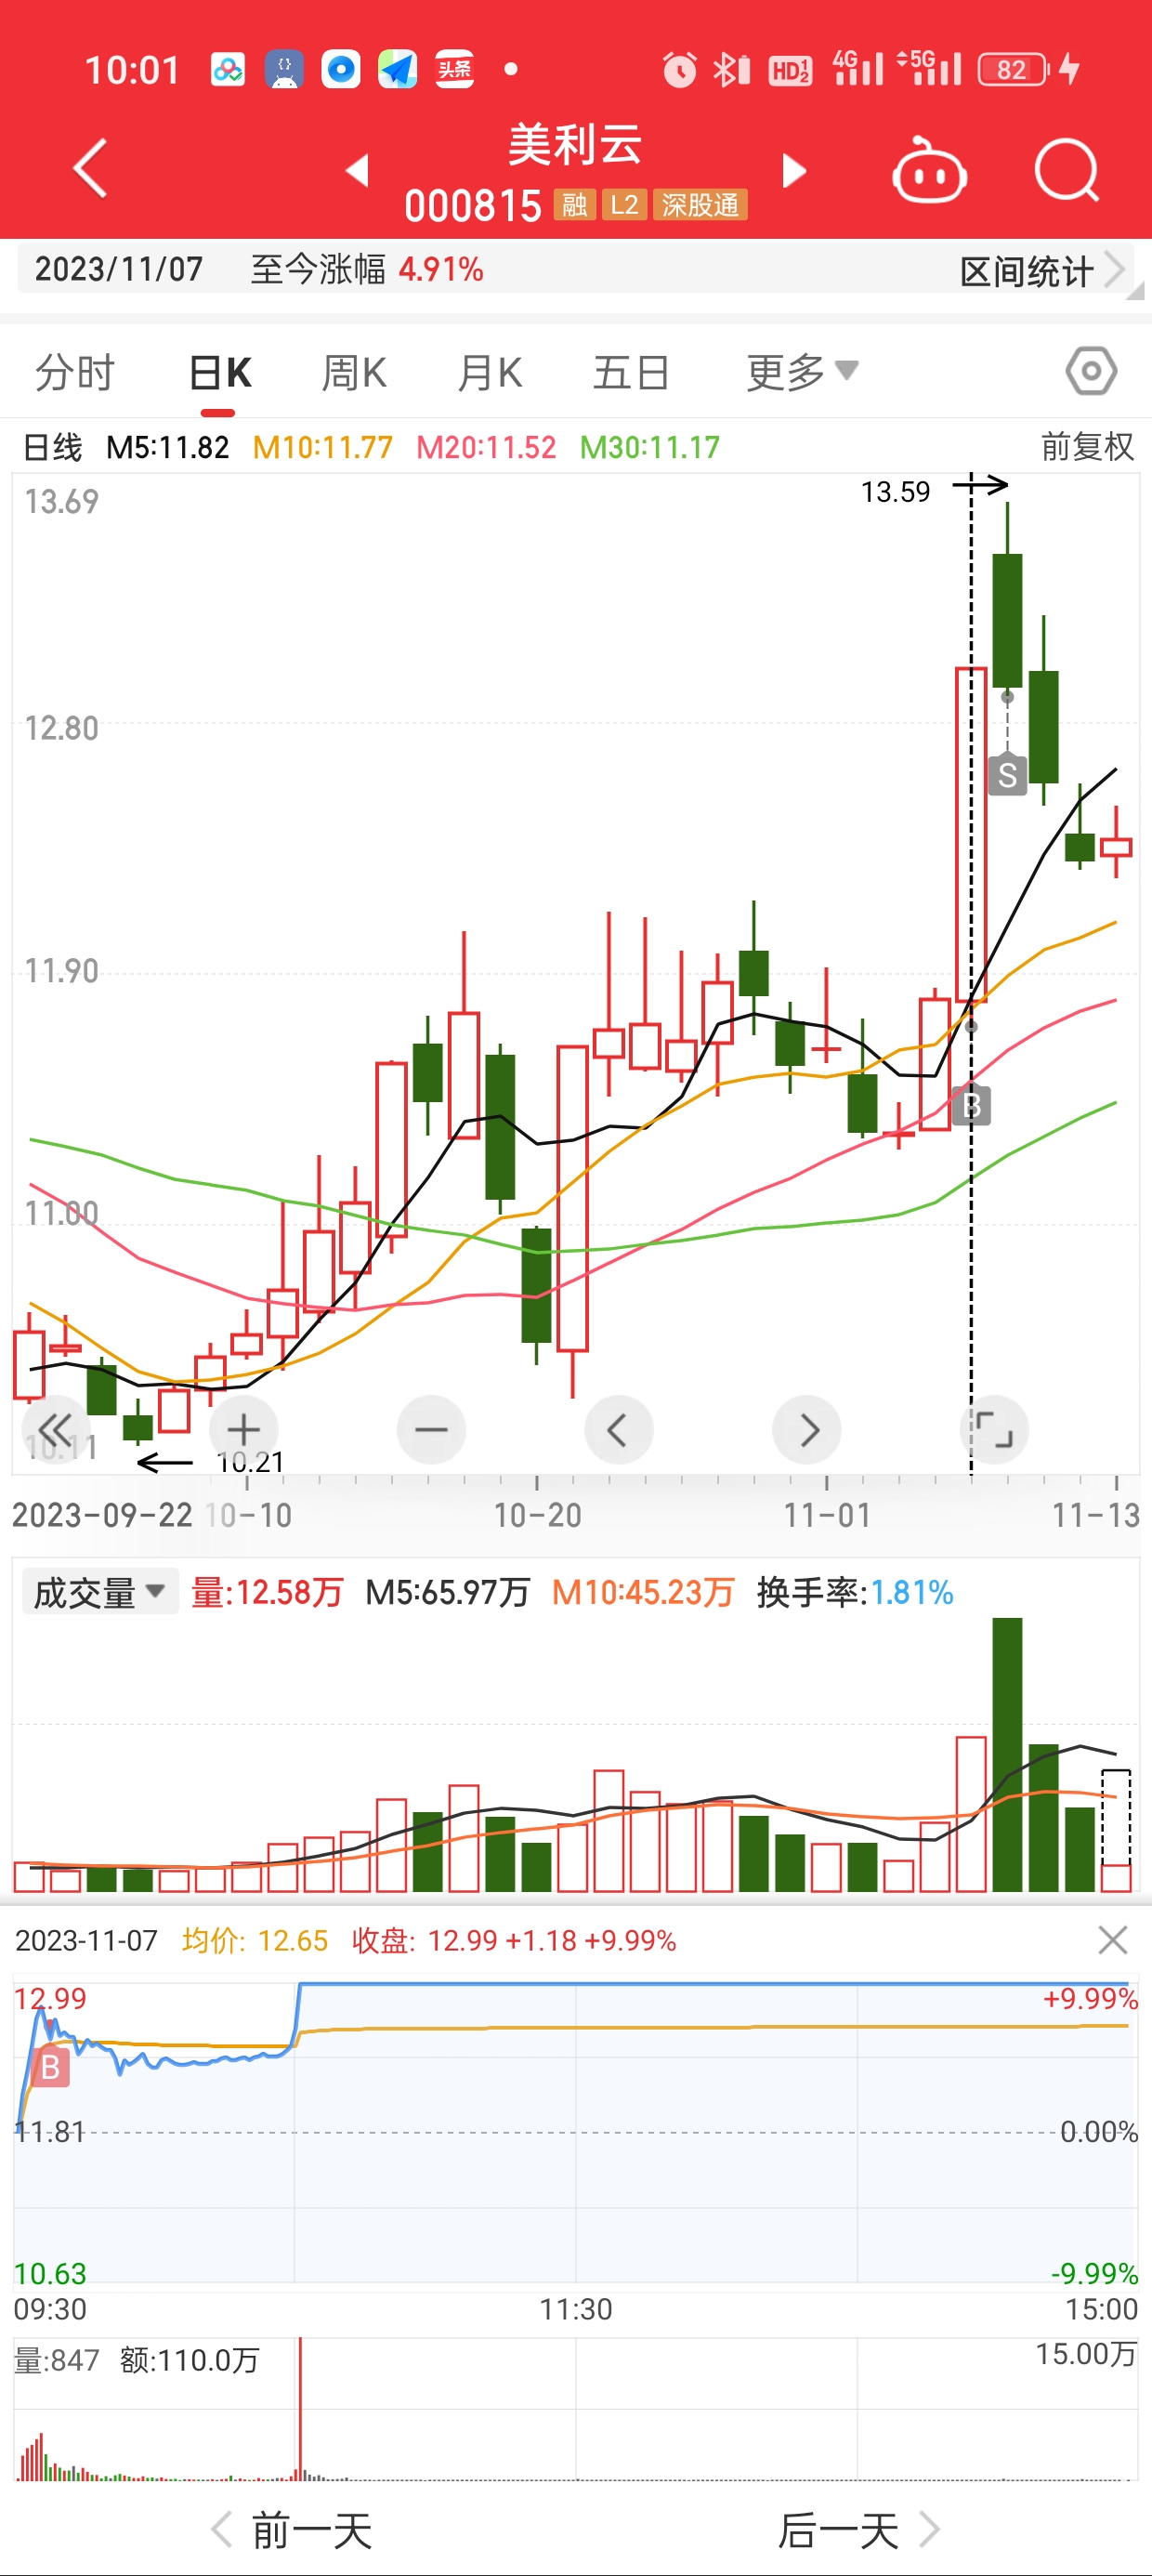 10:01 头条 HD 1 2 4G 5G 82
美利云
000815 融 L2 深股通
2023/11/07 至今涨幅 4.91% 区间统计
分时 日K 周K 月K 五日 更多
日线 M5:11.82 M10:11.77 M20:11.52 M30:11.17 前复权
13.69
13.59
12.80
S
11.90
B
11.00
10.11
10.21
2023-09-22 10-10 10-20 11-01 11-13
成交量 量:12.58万 M5:65.97万 M10:45.23万 换手率:1.81%
2023-11-07 均价: 12.65 收盘: 12.99 +1.18 +9.99%
12.99 +9.99%
B
11.81 0.00%
10.63 -9.99%
09:30 11:30 15:00
量:847 额:110.0万 15.00万
前一天 后一天